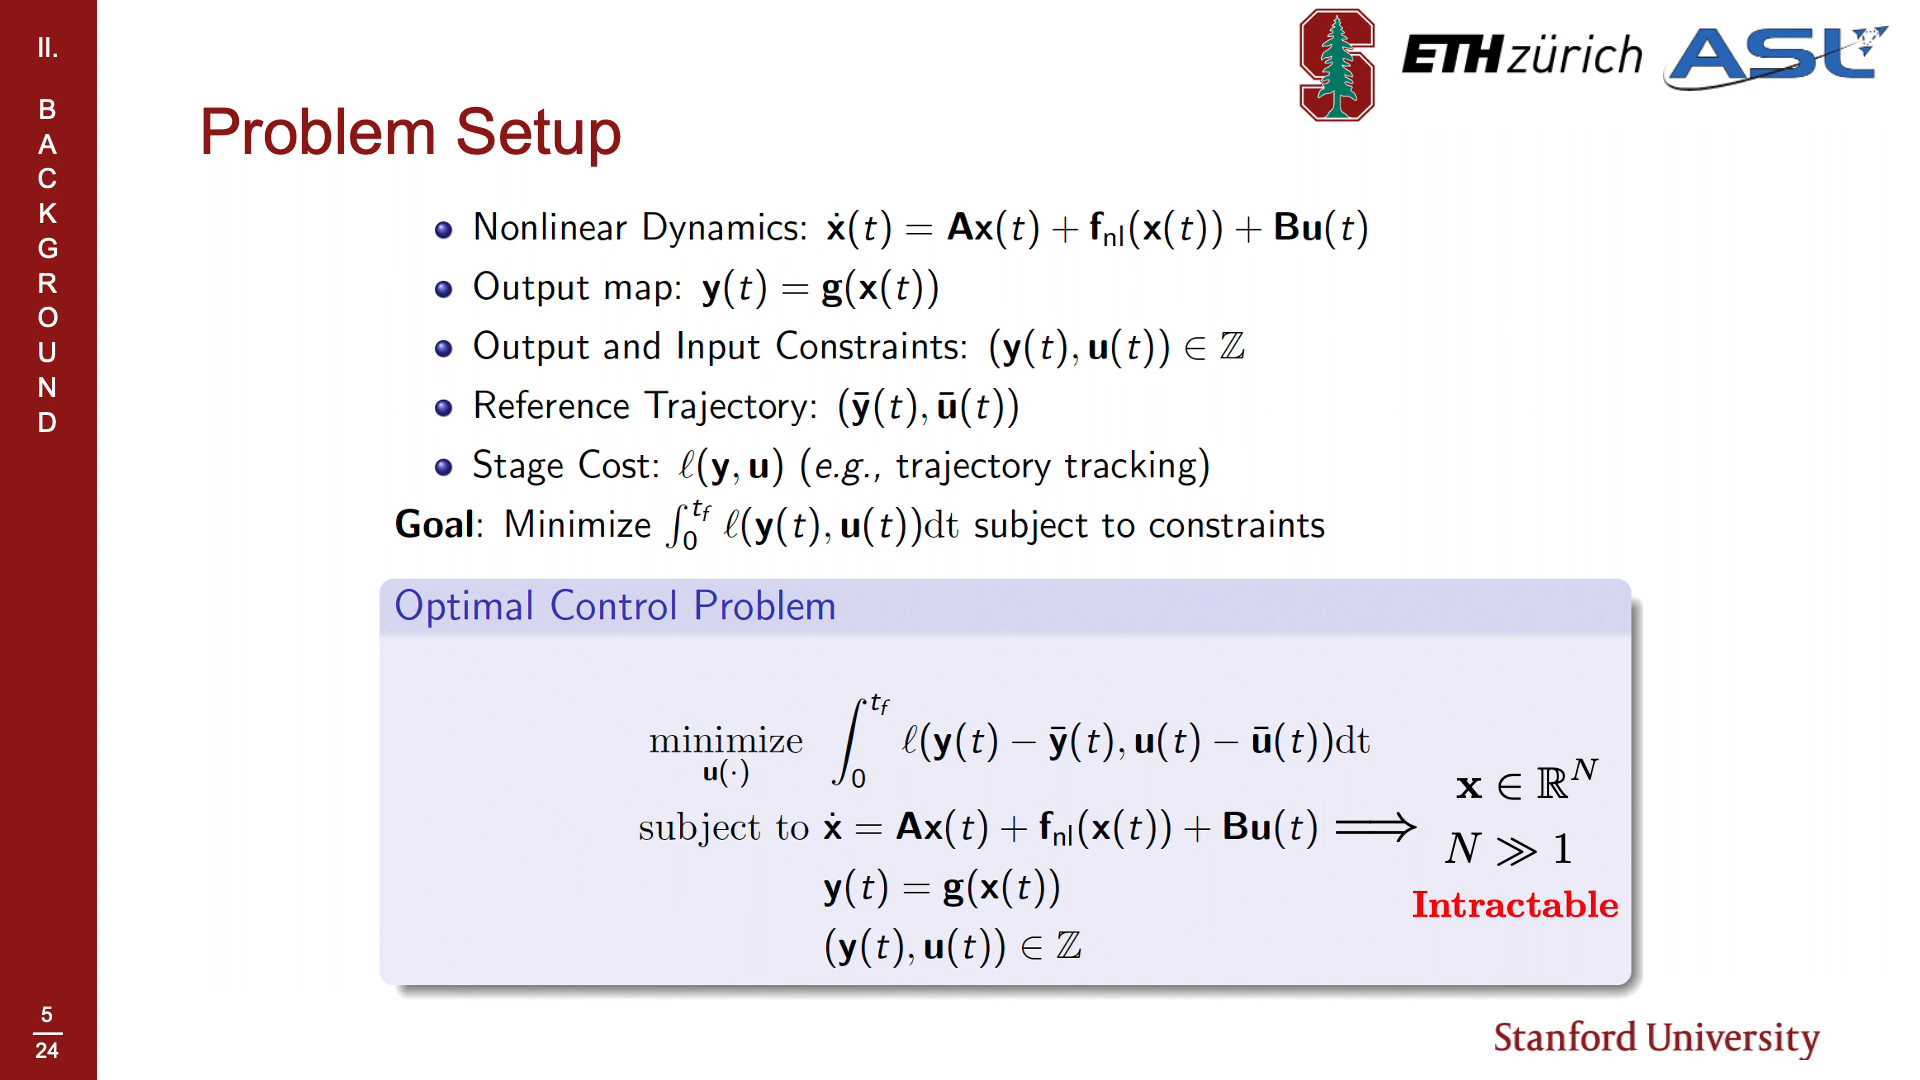 II.
BACKGROUND
ETH zürich
ASL
Problem Setup
Nonlinear Dynamics: ẋ(t) = Ax(t) + f_nl(x(t)) + Bu(t)
Output map: y(t) = g(x(t))
Output and Input Constraints: (y(t), u(t)) ∈ ℤ
Reference Trajectory: (ȳ(t), ū(t))
Stage Cost: ℓ(y, u) (e.g., trajectory tracking)
Goal: Minimize ∫_0^{t_f} ℓ(y(t), u(t))dt subject to constraints
Optimal Control Problem
minimize_{u(·)} ∫_0^{t_f} ℓ(y(t) − ȳ(t), u(t) − ū(t))dt
x ∈ ℝ^N
subject to ẋ = Ax(t) + f_nl(x(t)) + Bu(t) ⟹
N ≫ 1
y(t) = g(x(t))
Intractable
(y(t), u(t)) ∈ ℤ
5
24
Stanford University